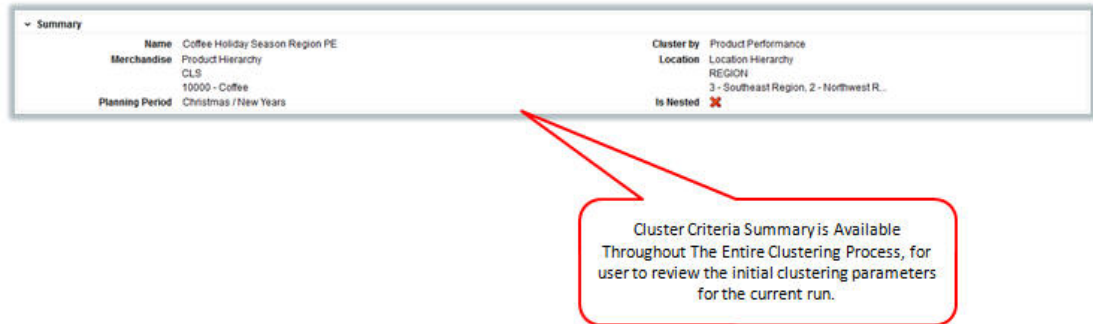 Summary
Name Coffee Holiday Season Region PE
Merchandise Product Hierarchy
CLS
10000 - Coffee
Planning Period Christmas / New Years
Cluster by Product Performance
Location Location Hierarchy
REGION
3 - Southeast Region, 2 - Northwest R...
Is Nested
Cluster Criteria Summary is Available
Throughout The Entire Clustering Process, for
user to review the initial clustering parameters
for the current run.